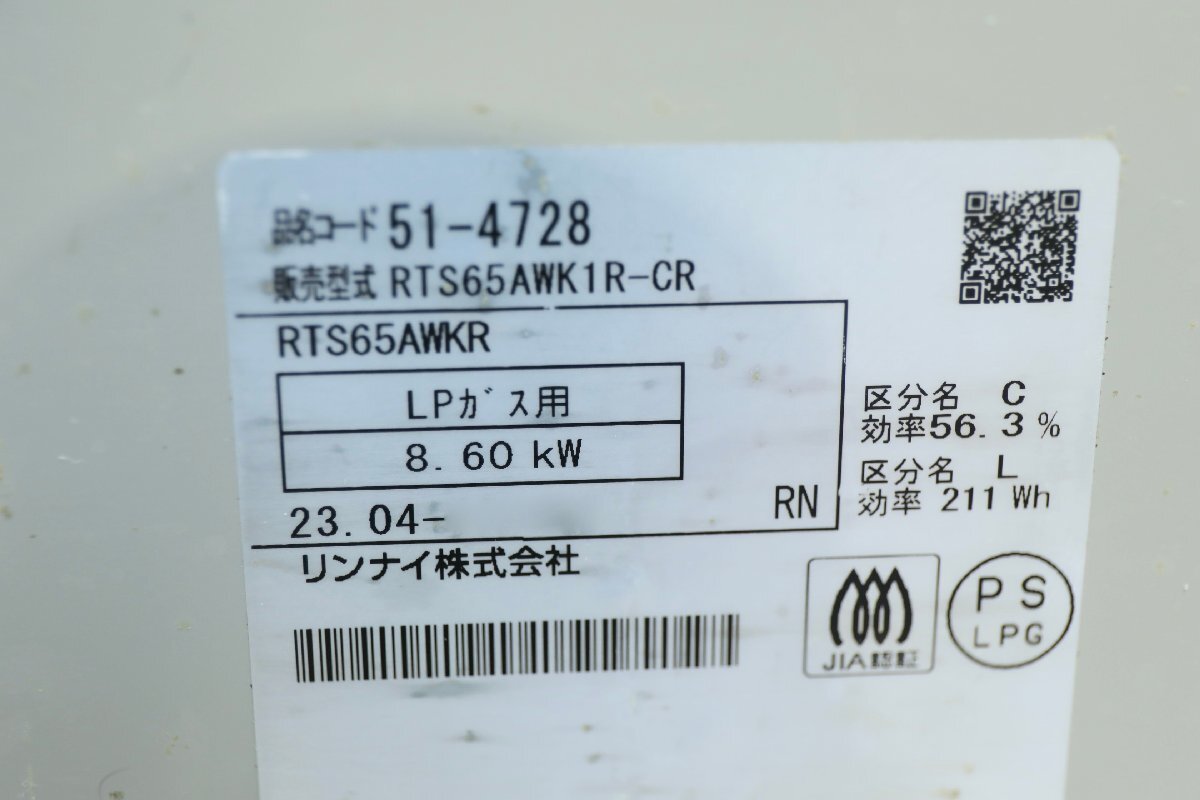 品名コード 51-4728
販売型式 RTS65AWK1R-CR
RTS65AWKR
LPガス用
8.60 kW
23.04-
RN
リンナイ株式会社
区分名 C
効率56.3%
区分名 L
効率 211 Wh
JIA認証
PS
LPG